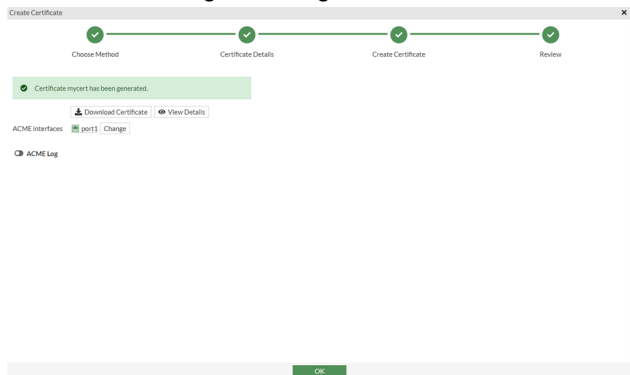 Create Certificate
Choose Method
Certificate Details
Create Certificate
Review
Certificate mycert has been generated.
Download Certificate View Details
ACME Interfaces port1 Change
ACME Log
OK